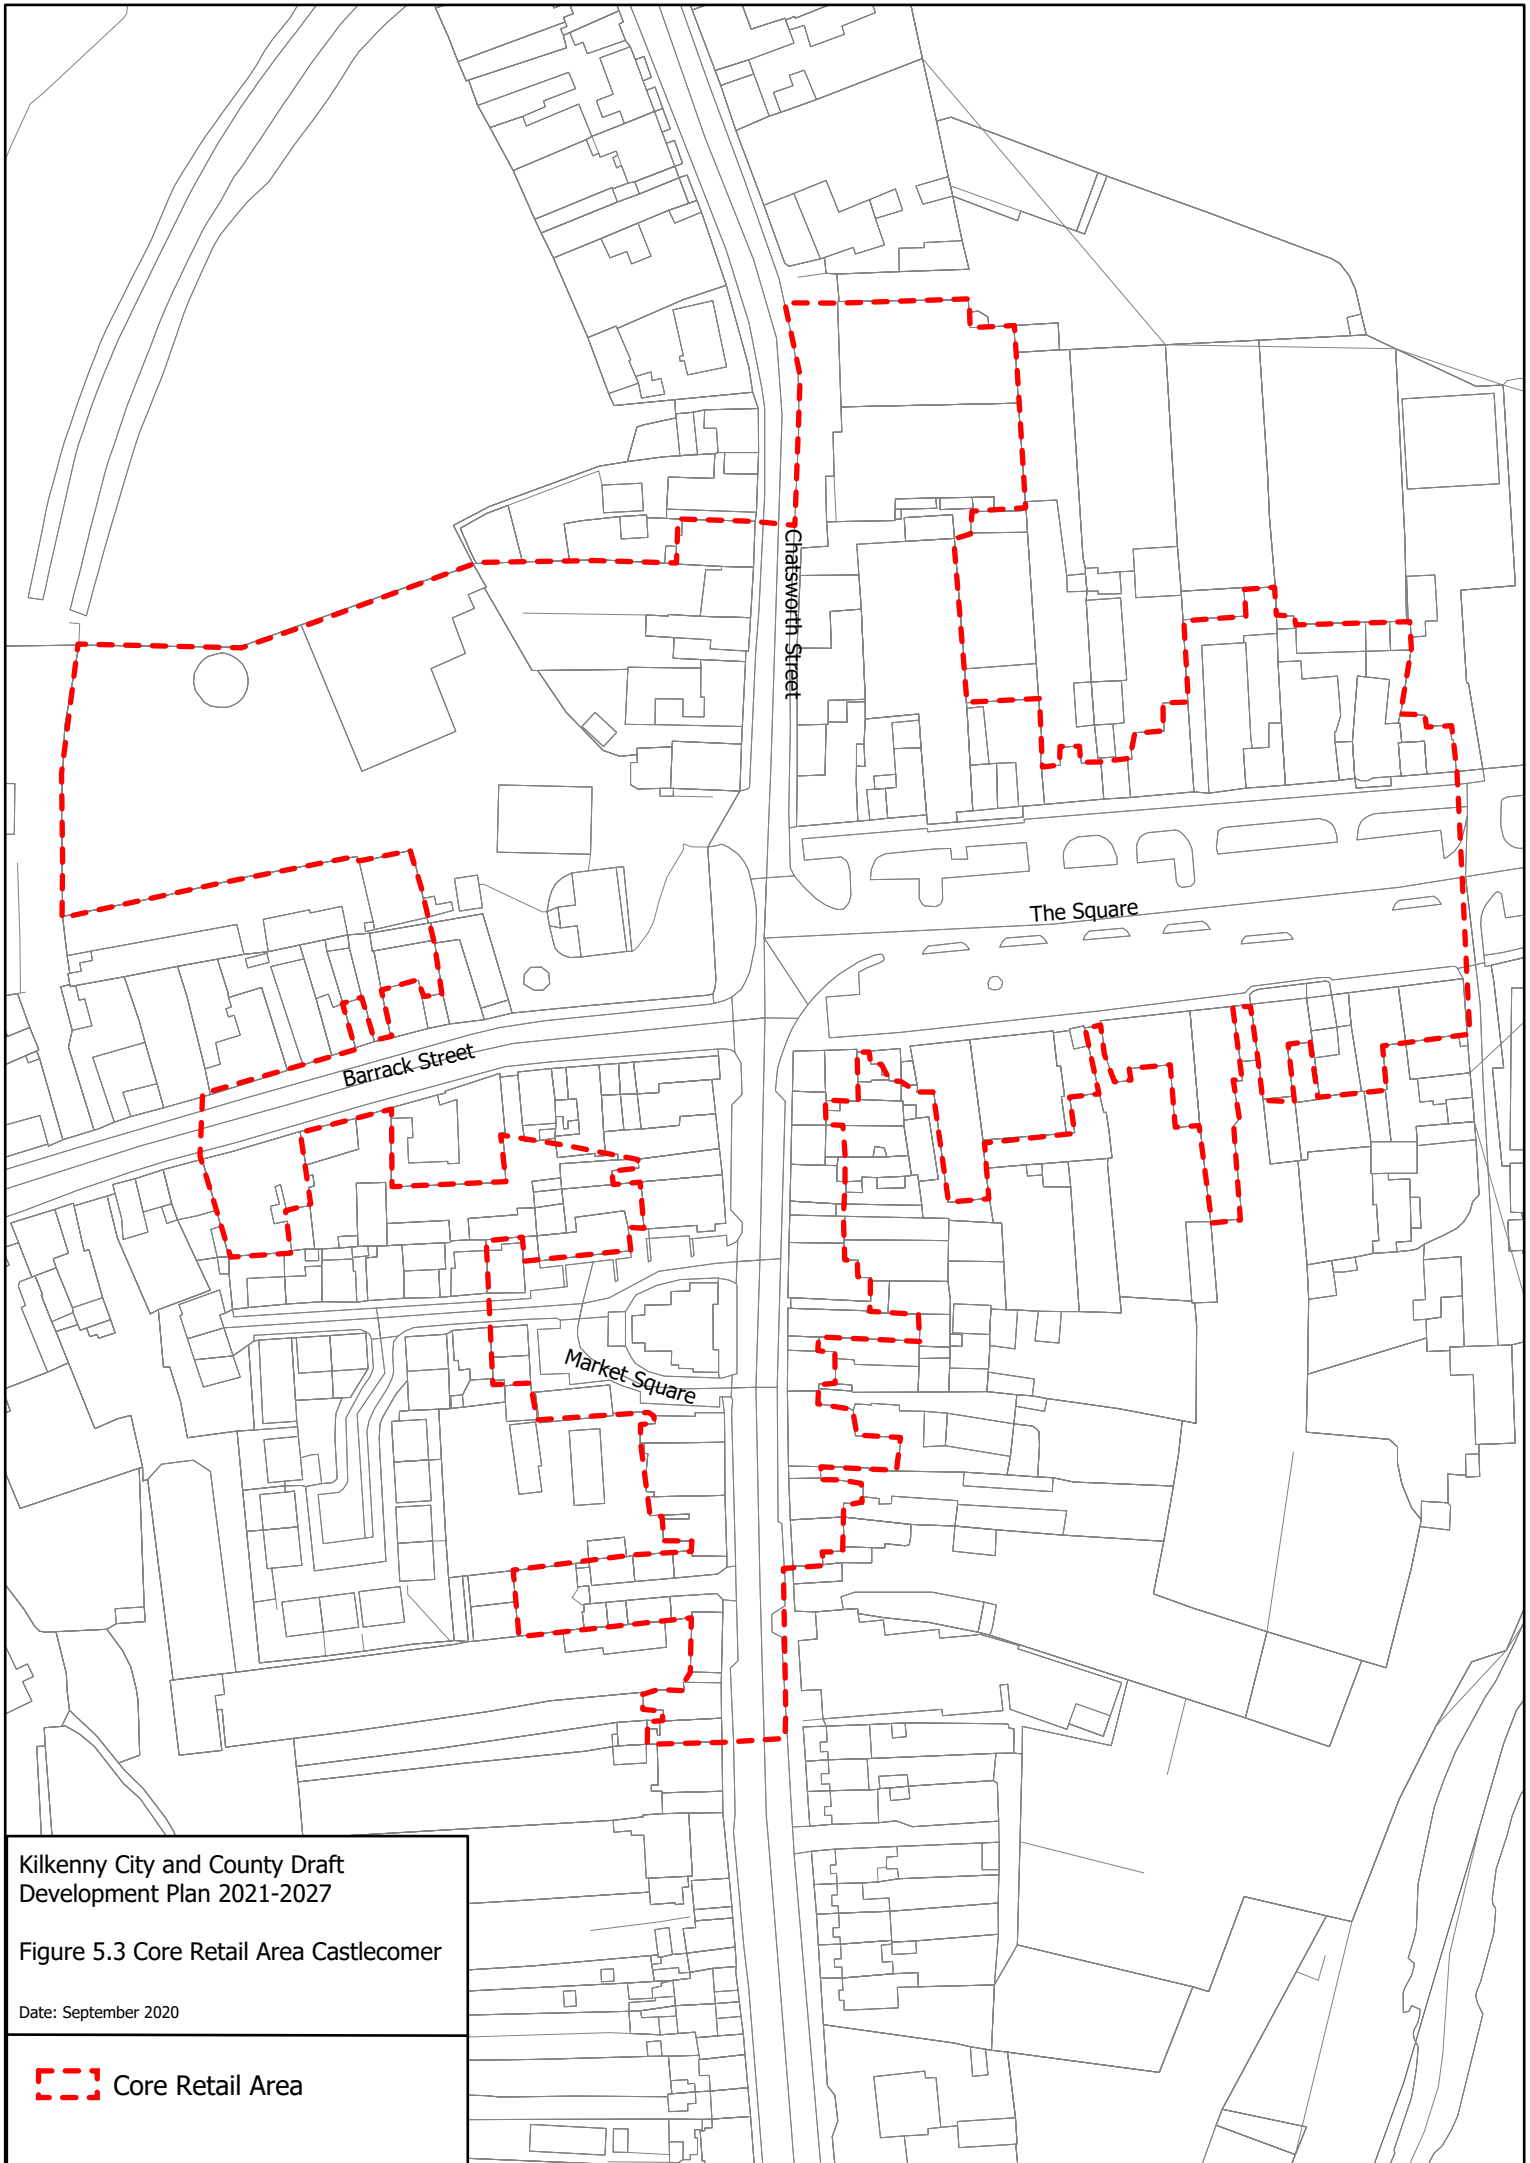 Chatsworth Street
The Square
Barrack Street
Market Square
Kilkenny City and County Draft
Development Plan 2021-2027
Figure 5.3 Core Retail Area Castlecomer
Date: September 2020
Core Retail Area